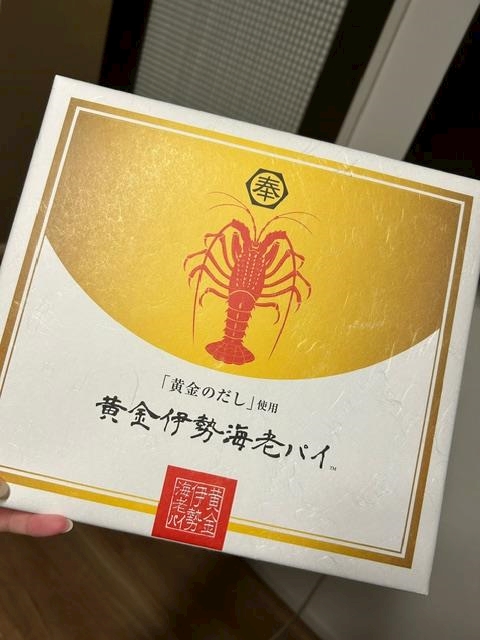 奉
「黄金のだし」使用
黄金伊勢海老パイ™
黄金
伊勢
海老
パイ